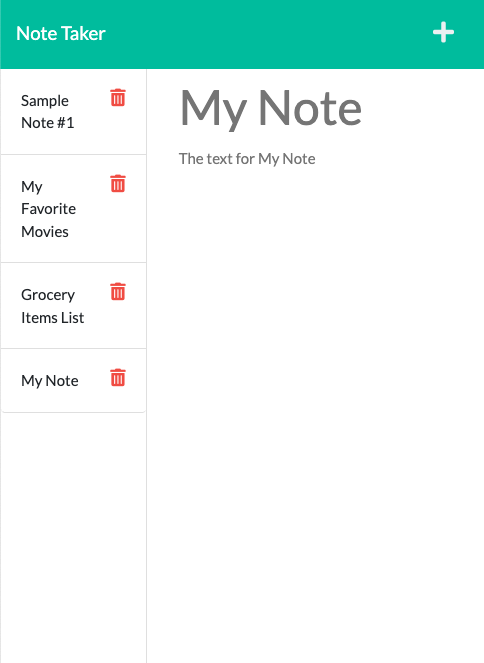 Note Taker
Sample
Note #1
My
Favorite
Movies
Grocery
Items List
My Note
My Note
The text for My Note